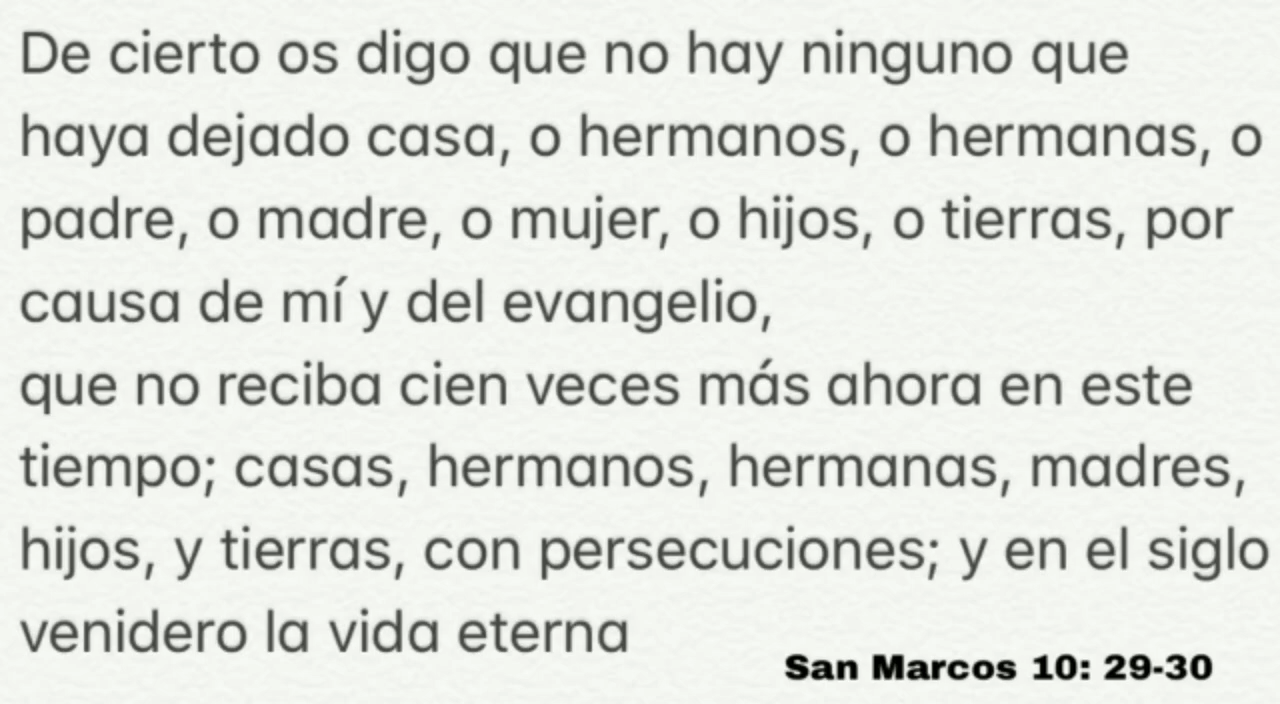 De cierto os digo que no hay ninguno que
haya dejado casa, o hermanos, o hermanas, o
padre, o madre, o mujer, o hijos, o tierras, por
causa de mí y del evangelio,
que no reciba cien veces más ahora en este
tiempo; casas, hermanos, hermanas, madres,
hijos, y tierras, con persecuciones; y en el siglo
venidero la vida eterna
San Marcos 10: 29-30